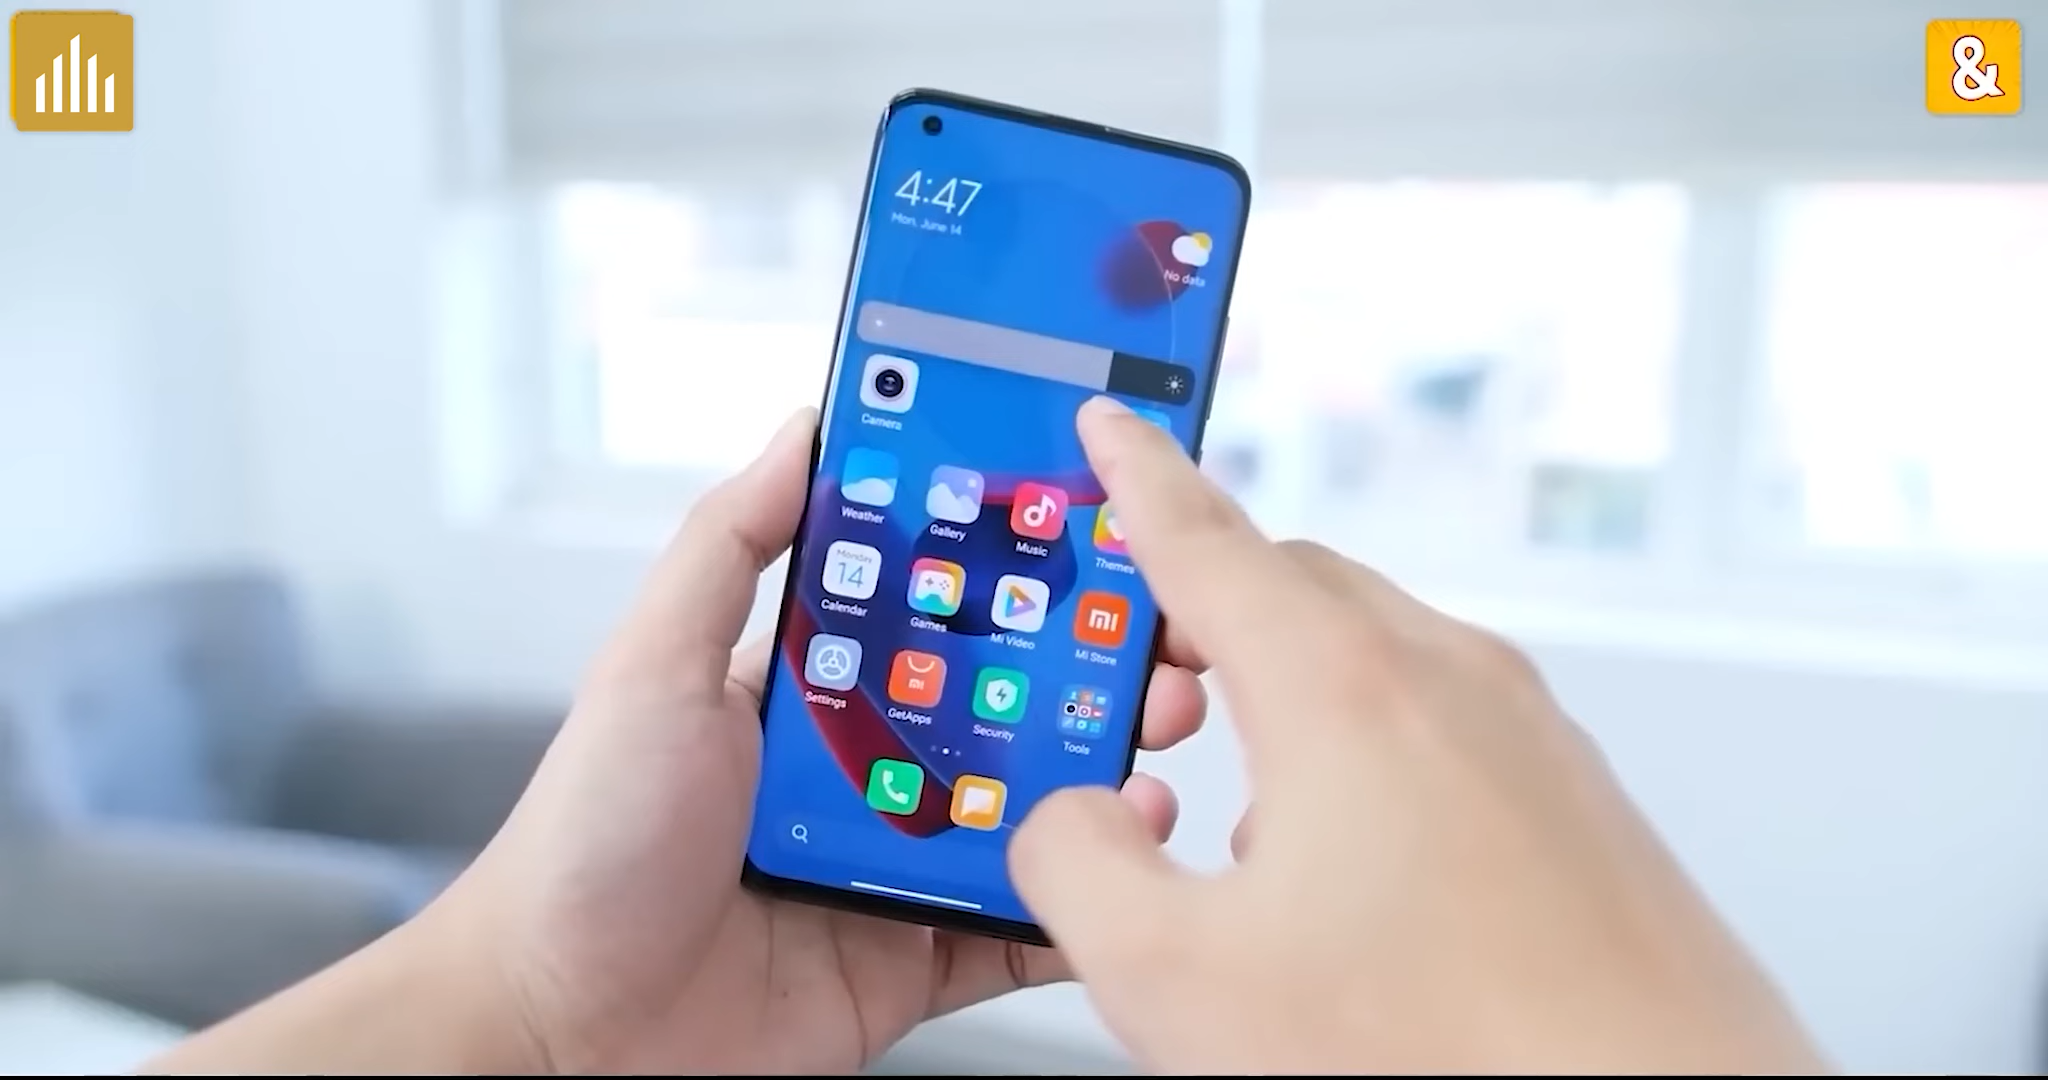 &
4:47
Mon, June 14
No data
Camera
Weather
Gallery
Music
Themes
Monday
14
Calendar
Games
Mi Video
mi
Mi Store
Settings
mi
GetApps
Security
Tools